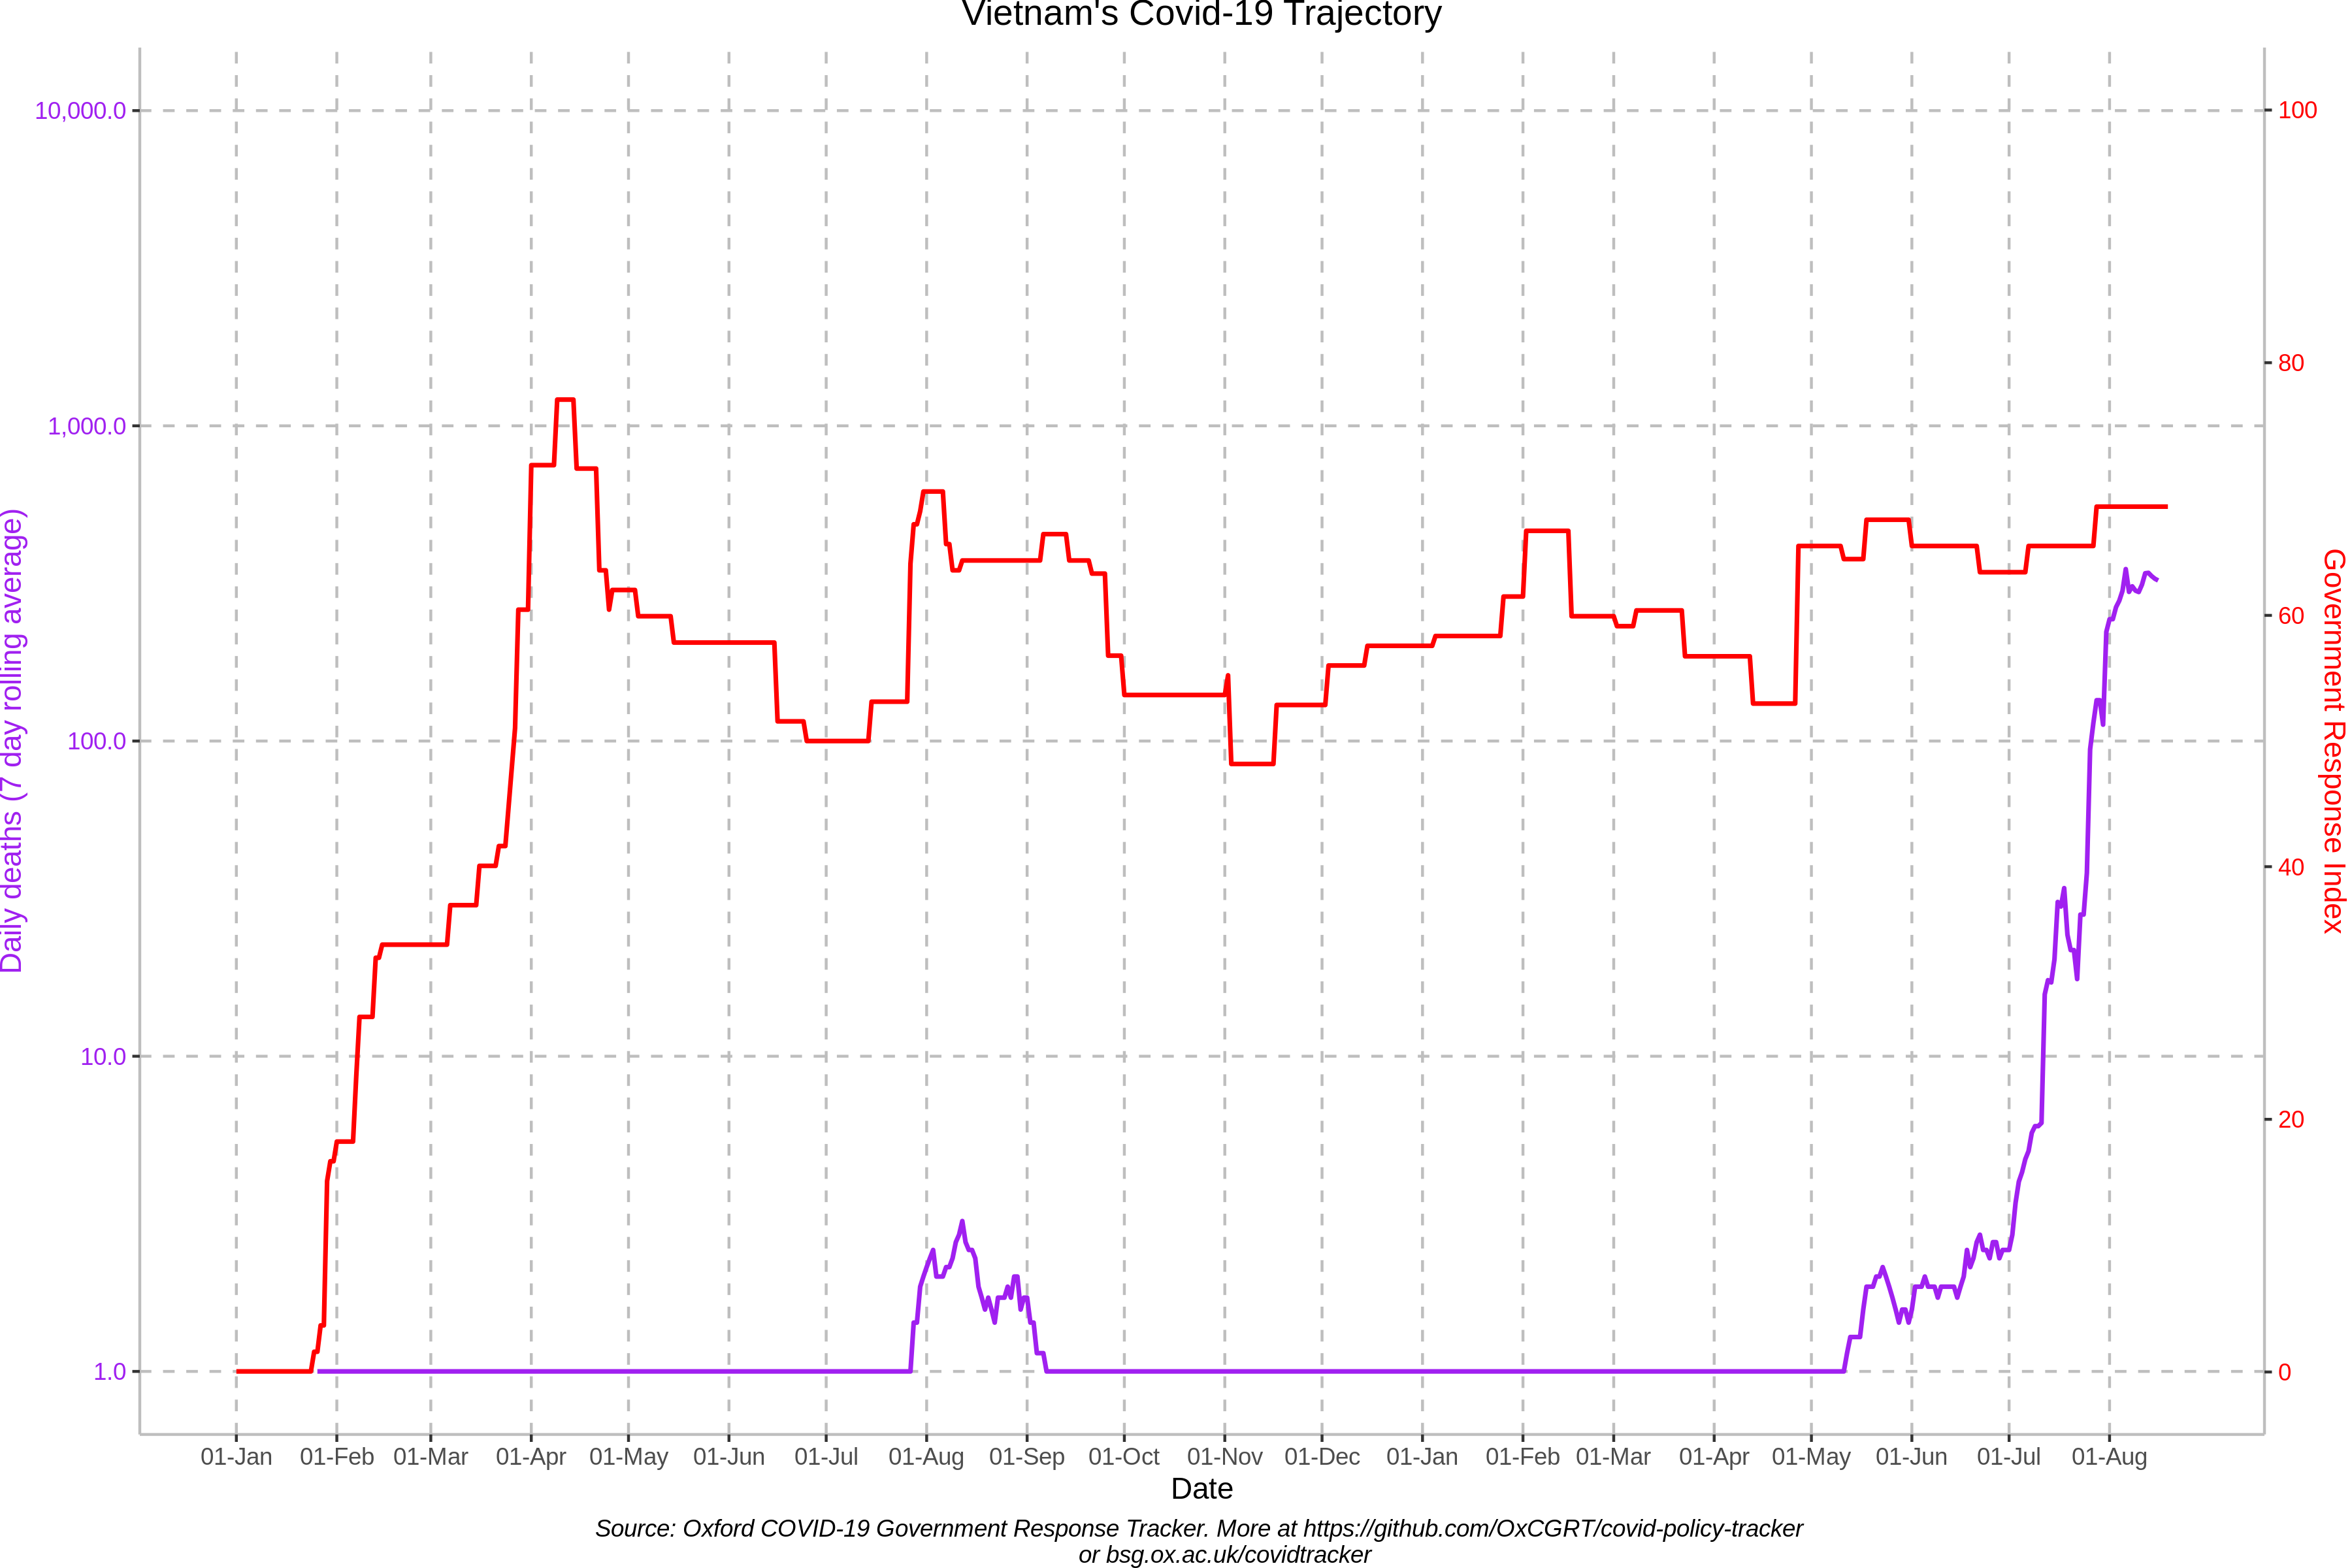 Vietnam's Covid-19 Trajectory
10,000.0
1,000.0
100.0
10.0
1.0
Daily deaths (7 day rolling average)
100
80
60
40
20
0
Government Response Index
01-Jan 01-Feb 01-Mar 01-Apr 01-May 01-Jun 01-Jul 01-Aug 01-Sep 01-Oct 01-Nov 01-Dec 01-Jan 01-Feb 01-Mar 01-Apr 01-May 01-Jun 01-Jul 01-Aug
Date
Source: Oxford COVID-19 Government Response Tracker. More at https://github.com/OxCGRT/covid-policy-tracker
or bsg.ox.ac.uk/covidtracker